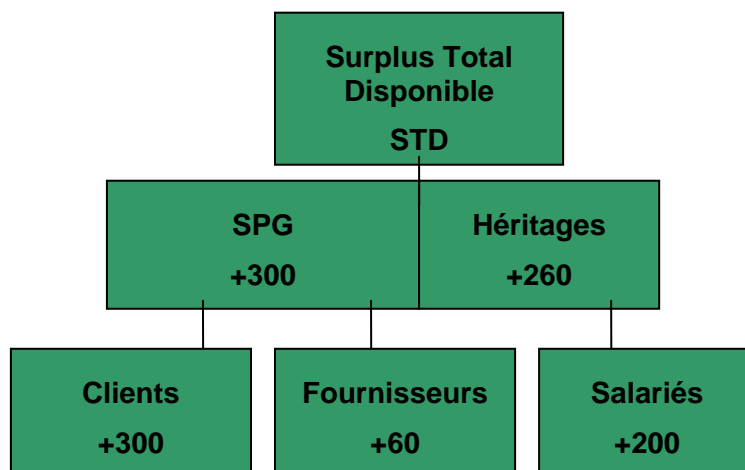 Surplus Total
Disponible
STD
SPG
+300
Héritages
+260
Clients
+300
Fournisseurs
+60
Salariés
+200